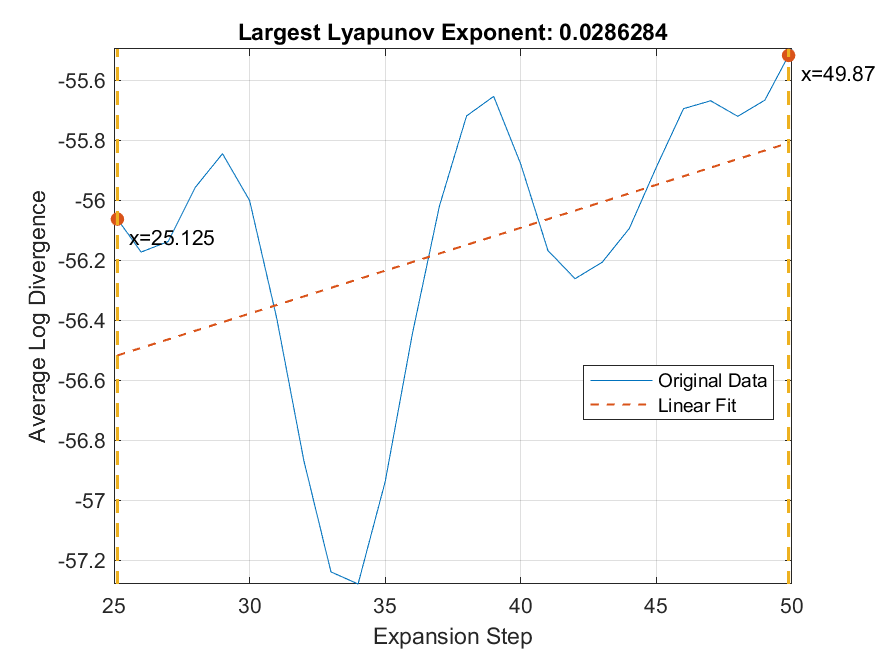 Largest Lyapunov Exponent: 0.0286284
-55.6
x=49.87
-55.8
-56
x=25.125
-56.2
-56.4
-56.6
-56.8
-57
-57.2
Average Log Divergence
Original Data
Linear Fit
25 30 35 40 45 50
Expansion Step